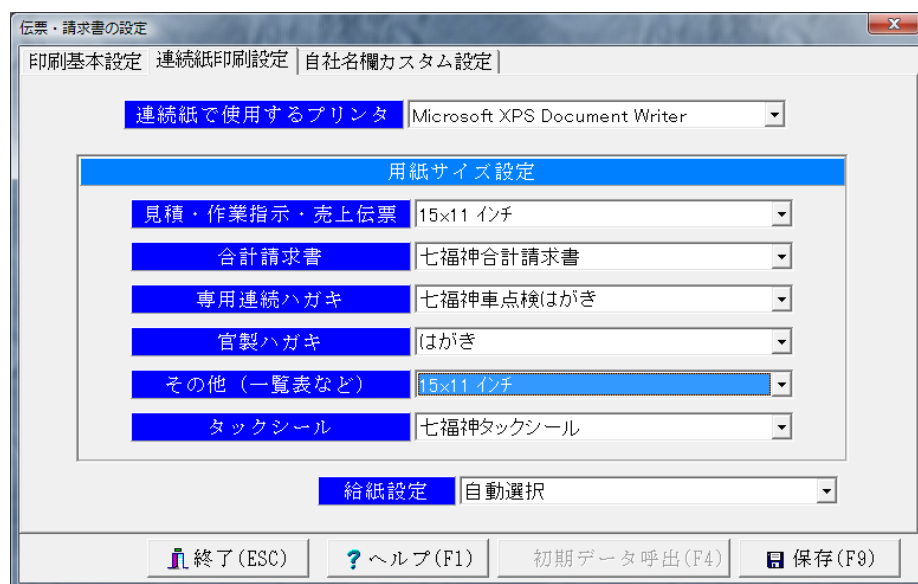 伝票・請求書の設定
印刷基本設定 連続紙印刷設定 自社名欄カスタム設定
連続紙で使用するプリンタ Microsoft XPS Document Writer
用紙サイズ設定
見積・作業指示・売上伝票 15×11 インチ
合計請求書 七福神合計請求書
専用連続ハガキ 七福神車点検はがき
官製ハガキ はがき
その他（一覧表など） 15×11 インチ
タックシール 七福神タックシール
給紙設定 自動選択
終了(ESC) ?ヘルプ(F1) 初期データ呼出(F4) 保存(F9)